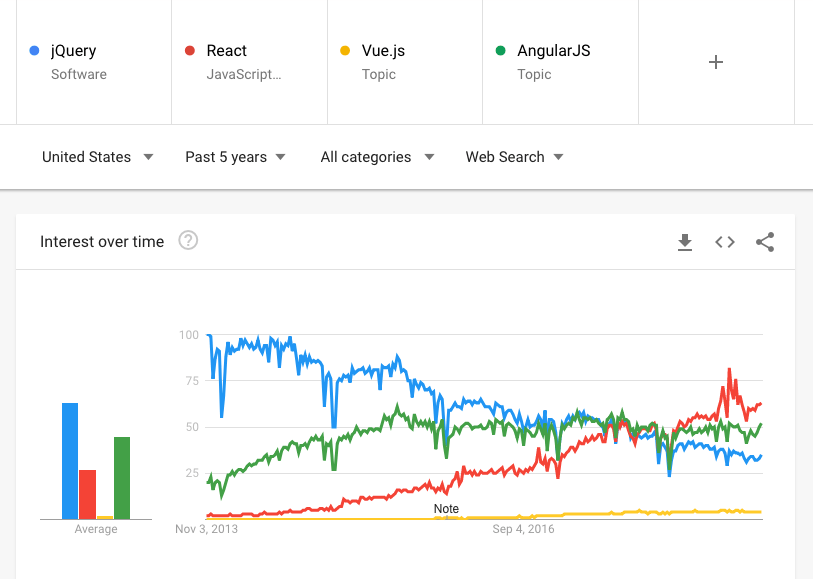 jQuery
Software
React
JavaScript...
Vue.js
Topic
AngularJS
Topic
+
United States
Past 5 years
All categories
Web Search
Interest over time
?
100
75
50
25
Note
Average
Nov 3, 2013
Sep 4, 2016